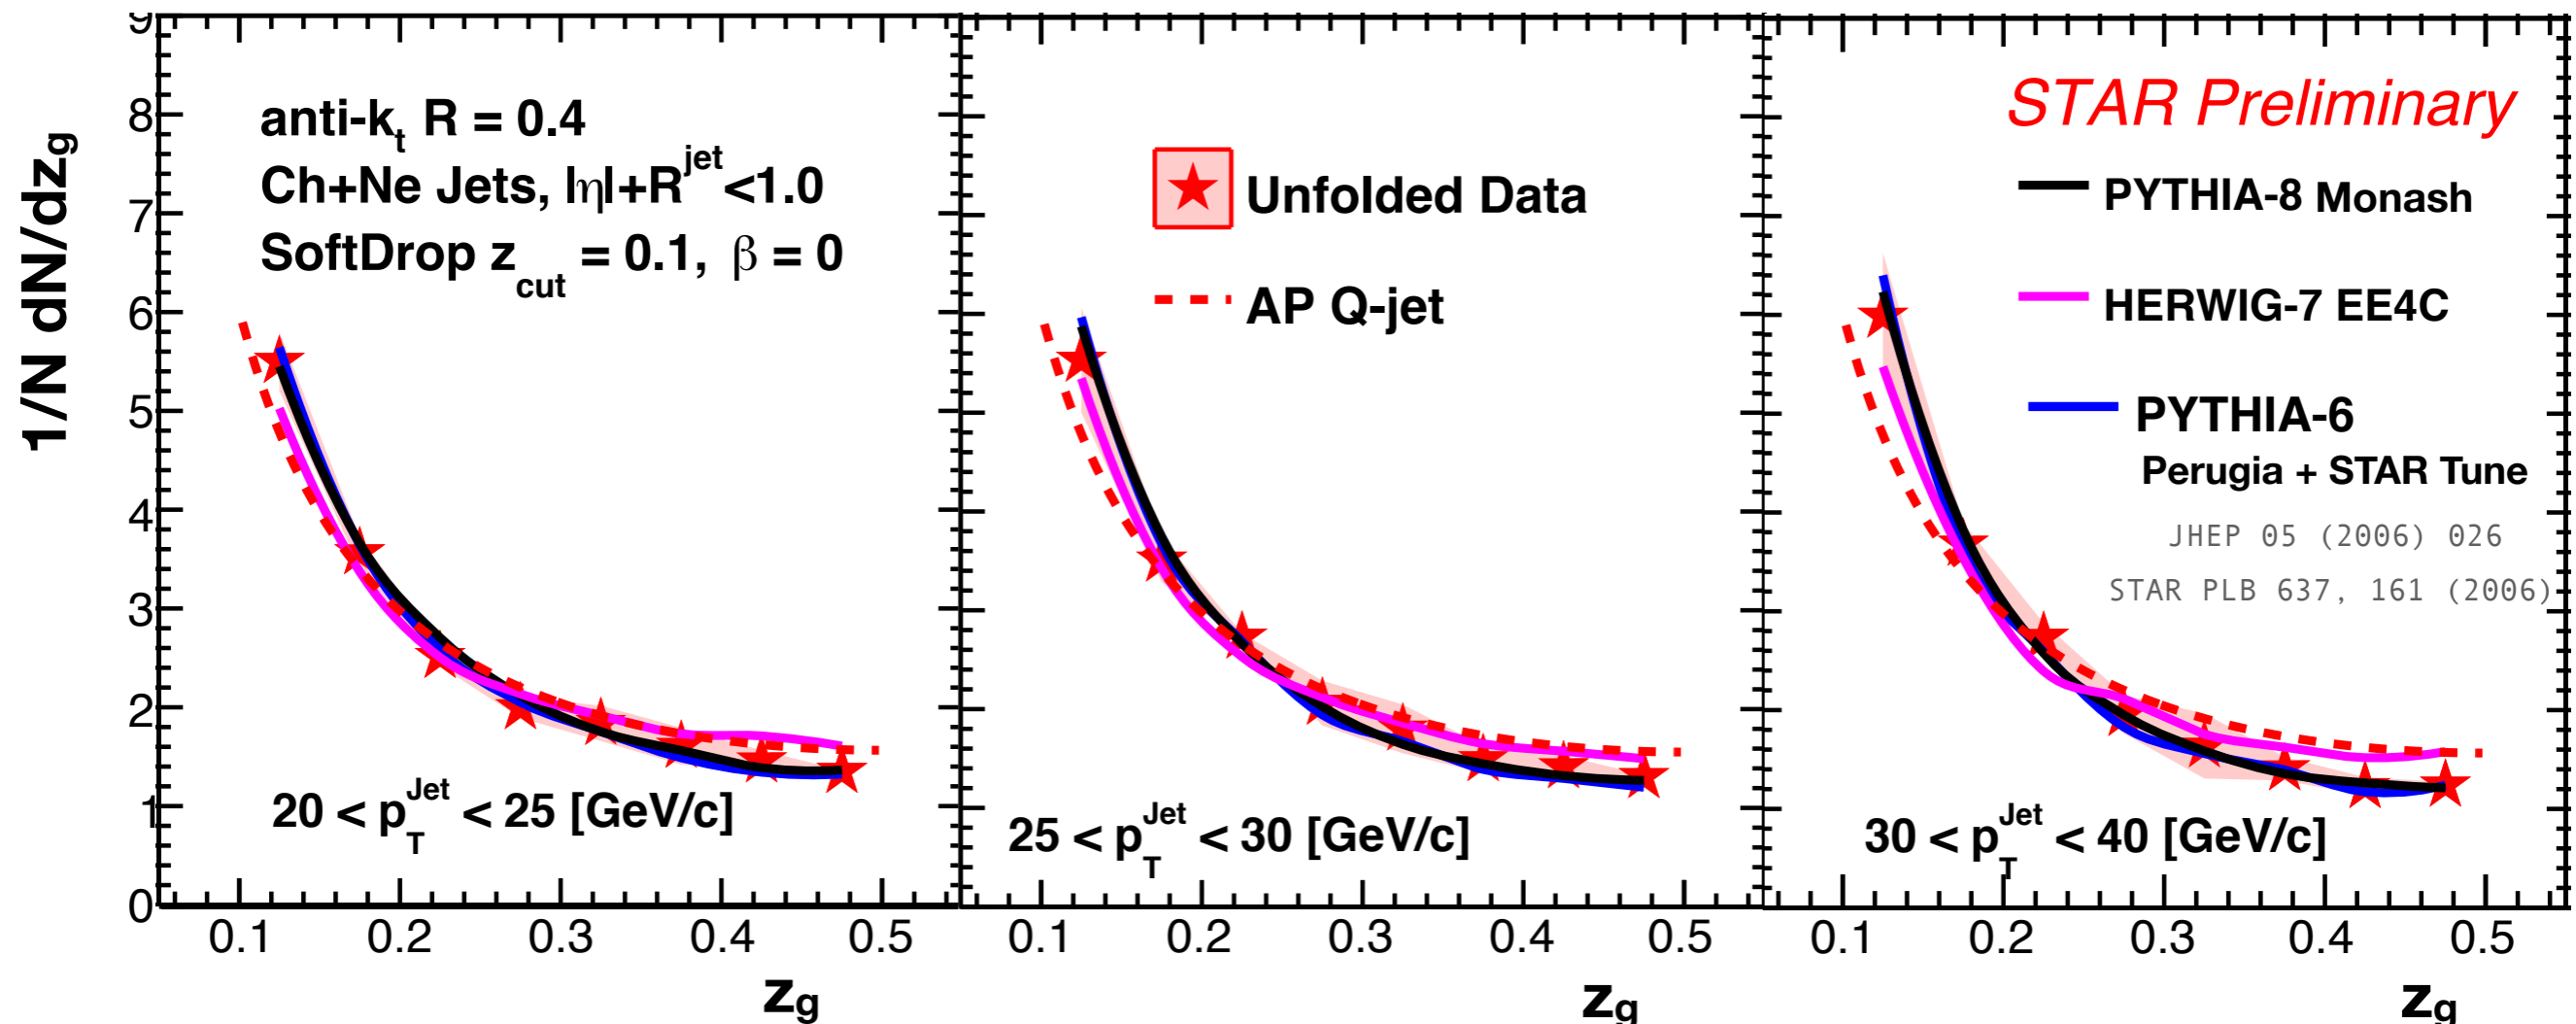 1/N dN/dzg
9
8
7
6
5
4
3
2
1
0
anti-kt R = 0.4
Ch+Ne Jets, |η|+Rjet<1.0
SoftDrop zcut = 0.1, β = 0
20 < pTJet < 25 [GeV/c]
0.1 0.2 0.3 0.4 0.5
zg
Unfolded Data
AP Q-jet
25 < pTJet < 30 [GeV/c]
0.1 0.2 0.3 0.4 0.5
zg
STAR Preliminary
PYTHIA-8 Monash
HERWIG-7 EE4C
PYTHIA-6
Perugia + STAR Tune
JHEP 05 (2006) 026
STAR PLB 637, 161 (2006)
30 < pTJet < 40 [GeV/c]
0.1 0.2 0.3 0.4 0.5
zg